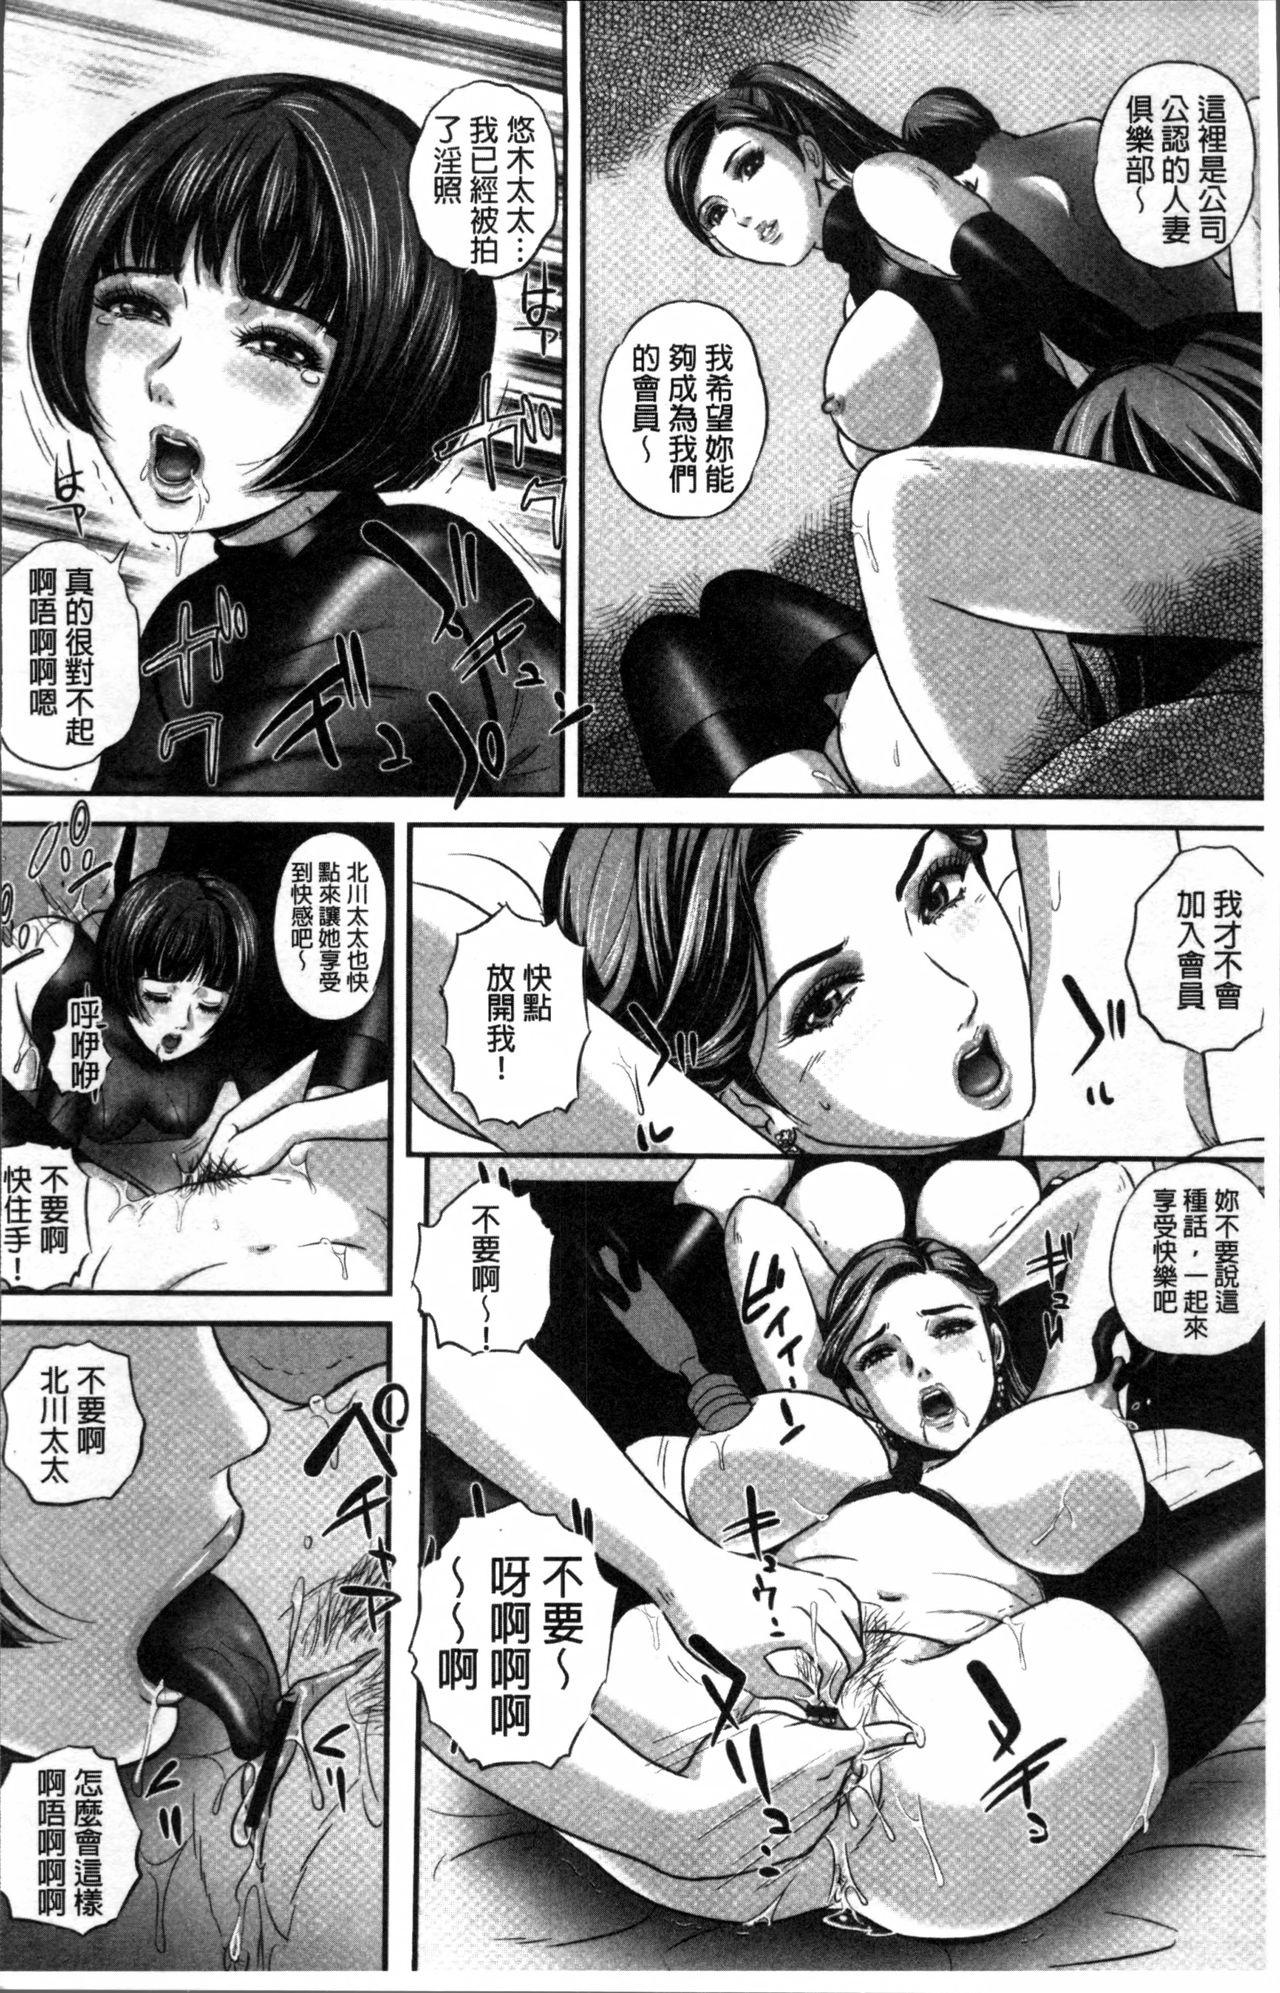 這裡是公司
公認的人妻
俱樂部～
我希望妳能
夠成為我們
的會員～
悠木太太…
我已經被拍
了淫照
はァ
はァ
真的很對不起
啊唔啊啊嗯
我才不會
加入會員
快點
放開我！
北川太太也快
點來讓她享受
到快感吧～
呼咿咿
不要啊
快住手！
妳不要說這
種話，一起來
享受快樂吧
不要啊～！
不要～
呀啊啊啊
～～啊
不要啊
北川太太
怎麼會這樣
啊唔啊啊啊